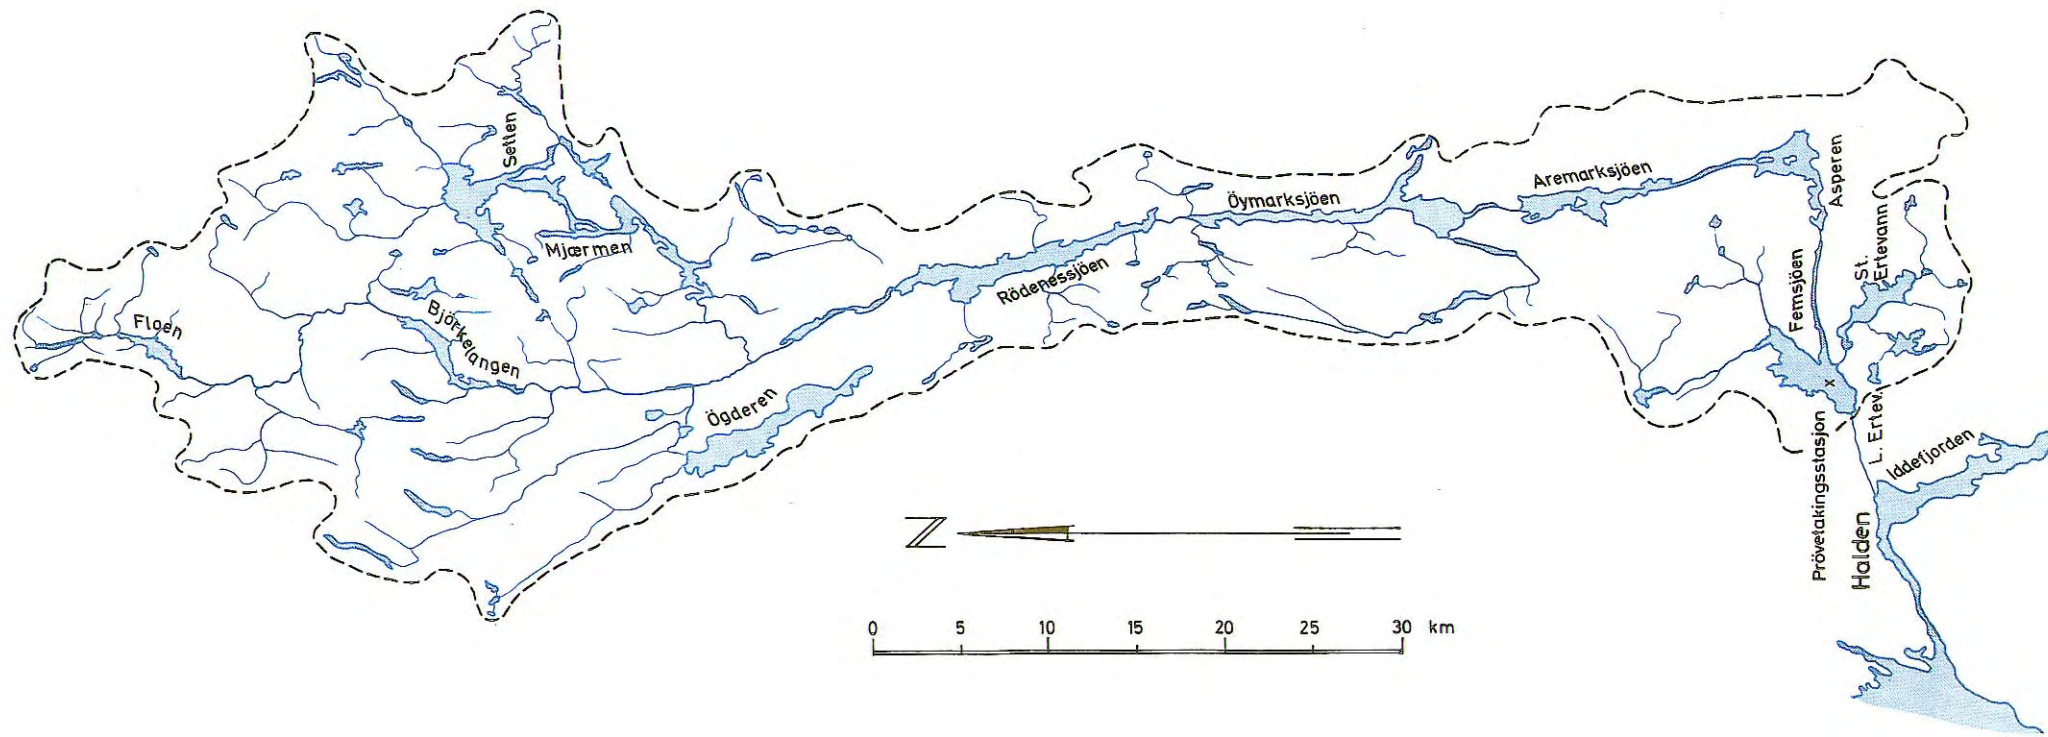 Floen
Björkelangen
Setten
Mjærmen
Ögderen
Rödenessjöen
Öymarksjöen
Aremarksjöen
Asperen
Femsjöen
St.
Ertevann
L. Ertev.
Prövetakingsstasjon
x
Halden
Iddefjorden
N
0 5 10 15 20 25 30 km